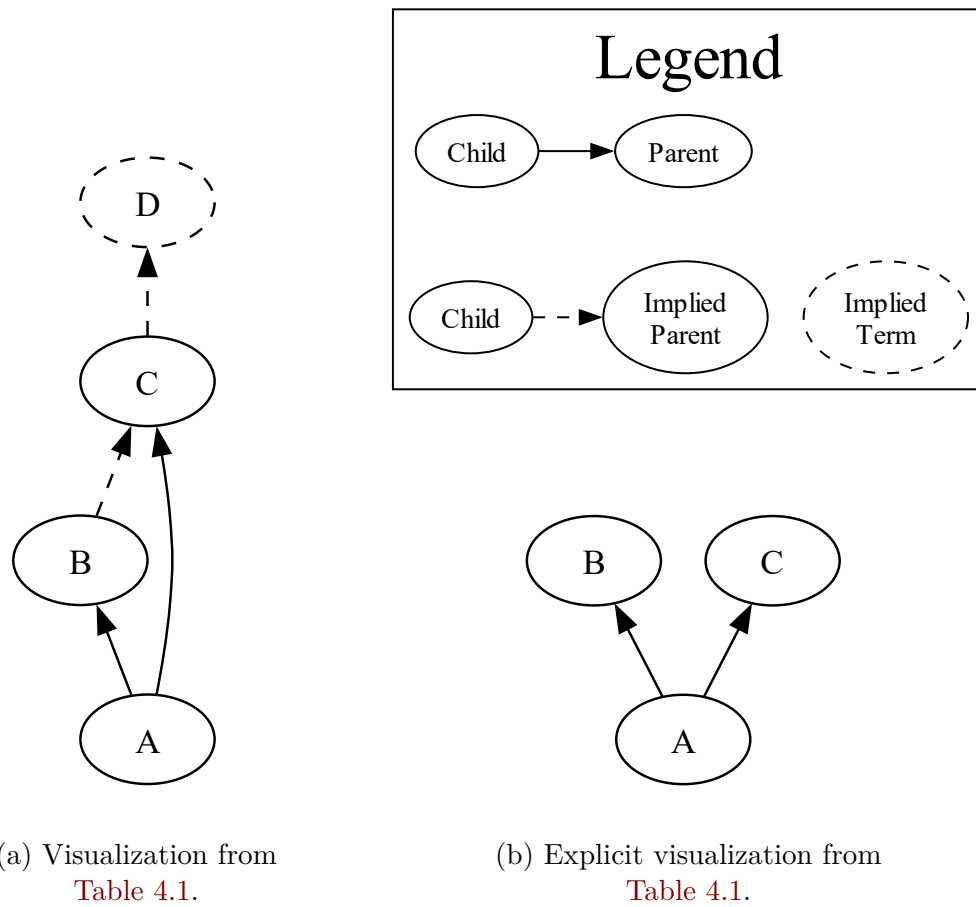 Legend
Child
Parent
Child
Implied
Parent
Implied
Term
D
C
B
A
B
C
A
(a) Visualization from
Table 4.1.
(b) Explicit visualization from
Table 4.1.